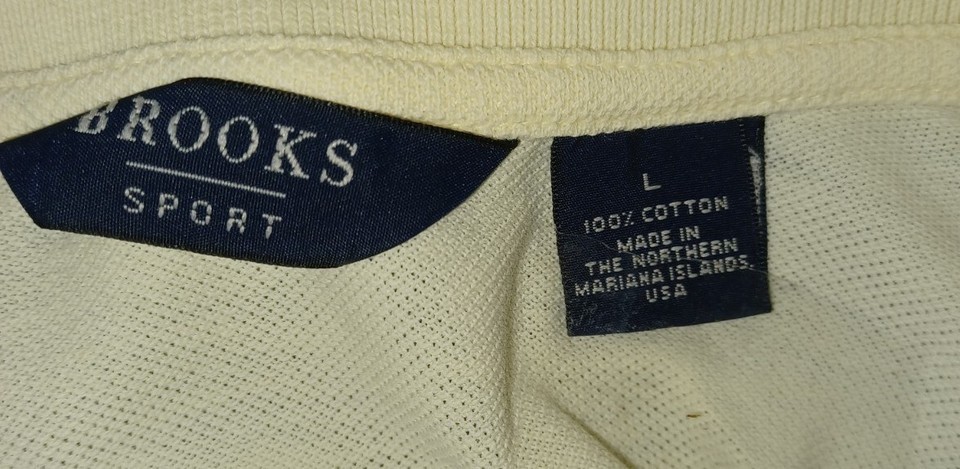 BROOKS
SPORT
L
100% COTTON
MADE IN
THE NORTHERN
MARIANA ISLANDS
USA